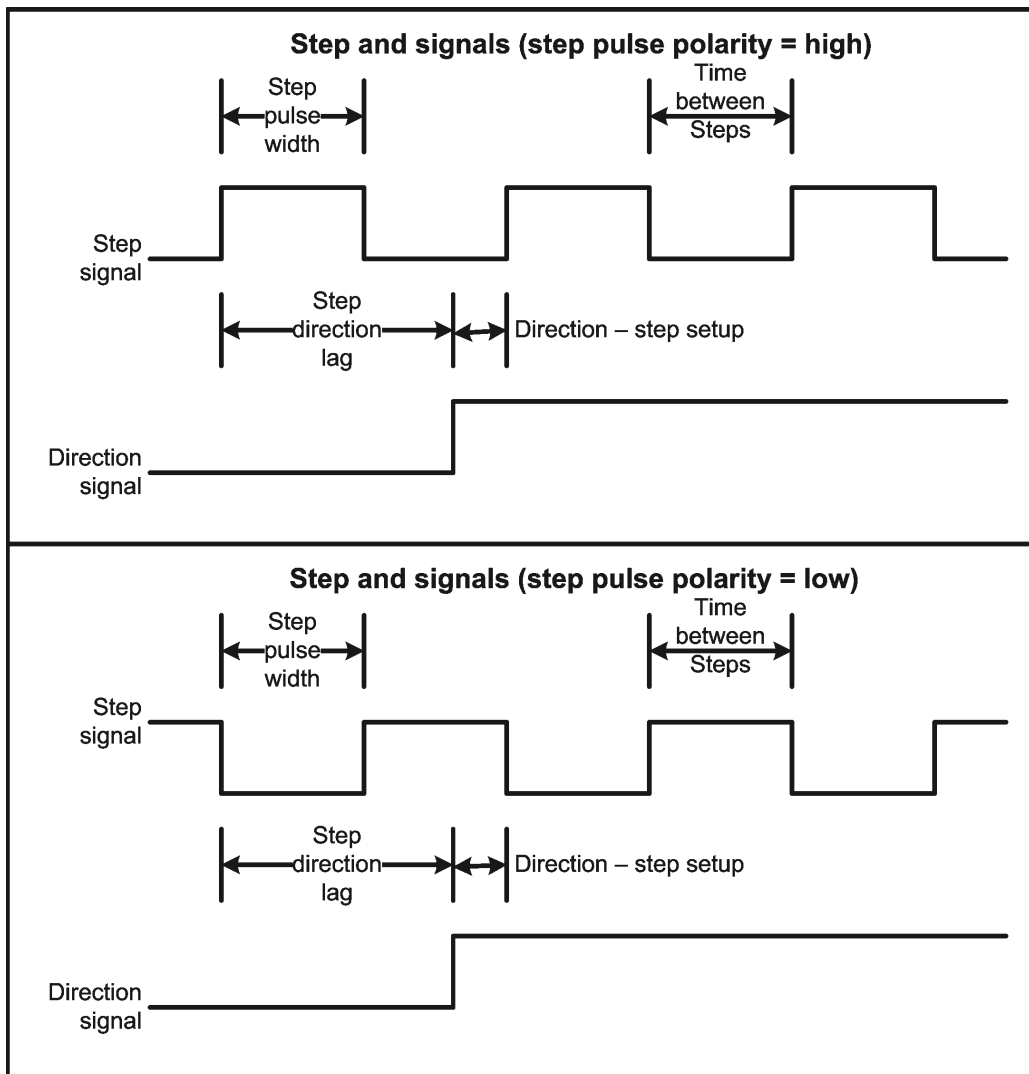 Step and signals (step pulse polarity = high)
Step
pulse
width
Time
between
Steps
Step
signal
Step
direction
lag
Direction – step setup
Direction
signal
Step and signals (step pulse polarity = low)
Step
pulse
width
Time
between
Steps
Step
signal
Step
direction
lag
Direction – step setup
Direction
signal